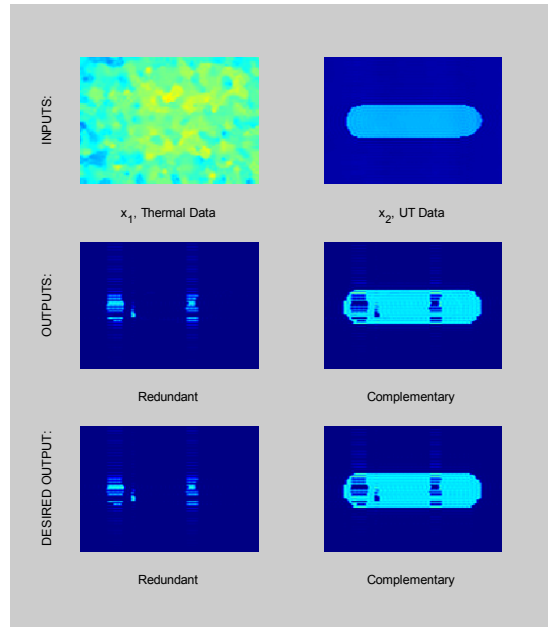 INPUTS:
x1, Thermal Data
x2, UT Data
OUTPUTS:
Redundant
Complementary
DESIRED OUTPUT:
Redundant
Complementary